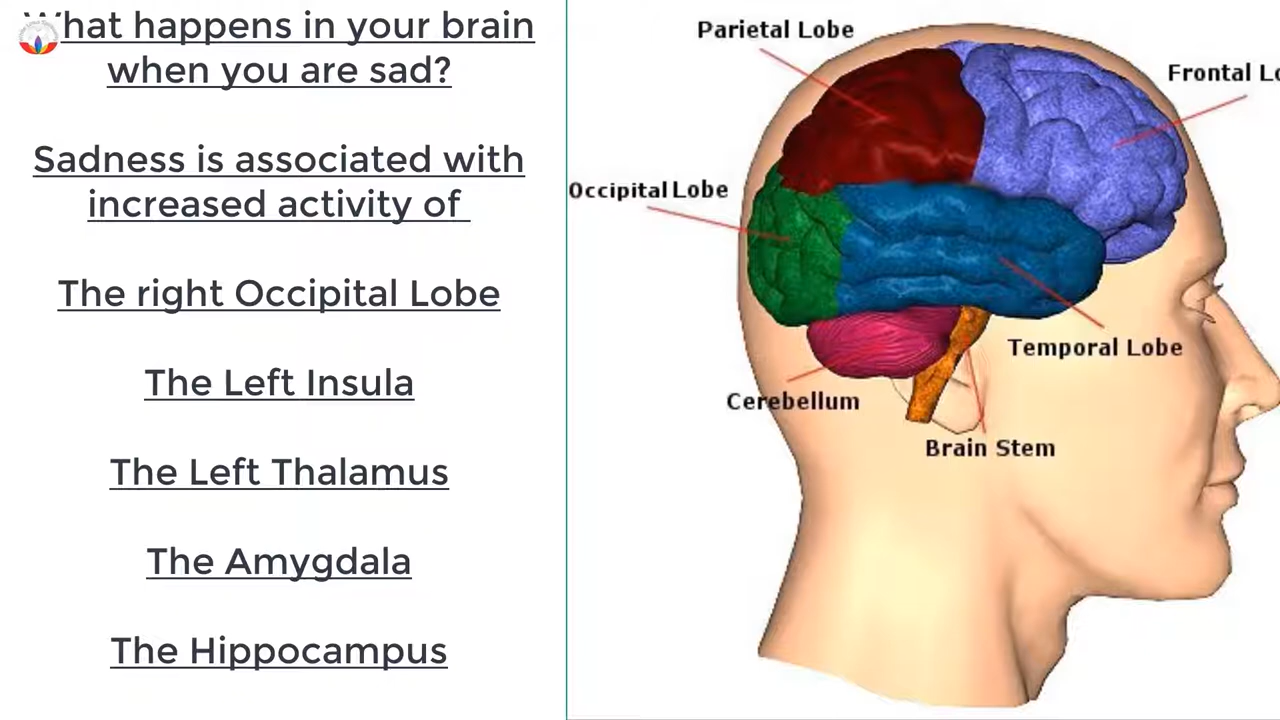 What happens in your brain
when you are sad?
Sadness is associated with
increased activity of
The right Occipital Lobe
The Left Insula
The Left Thalamus
The Amygdala
The Hippocampus
Parietal Lobe
Frontal Lo
Occipital Lobe
Temporal Lobe
Cerebellum
Brain Stem